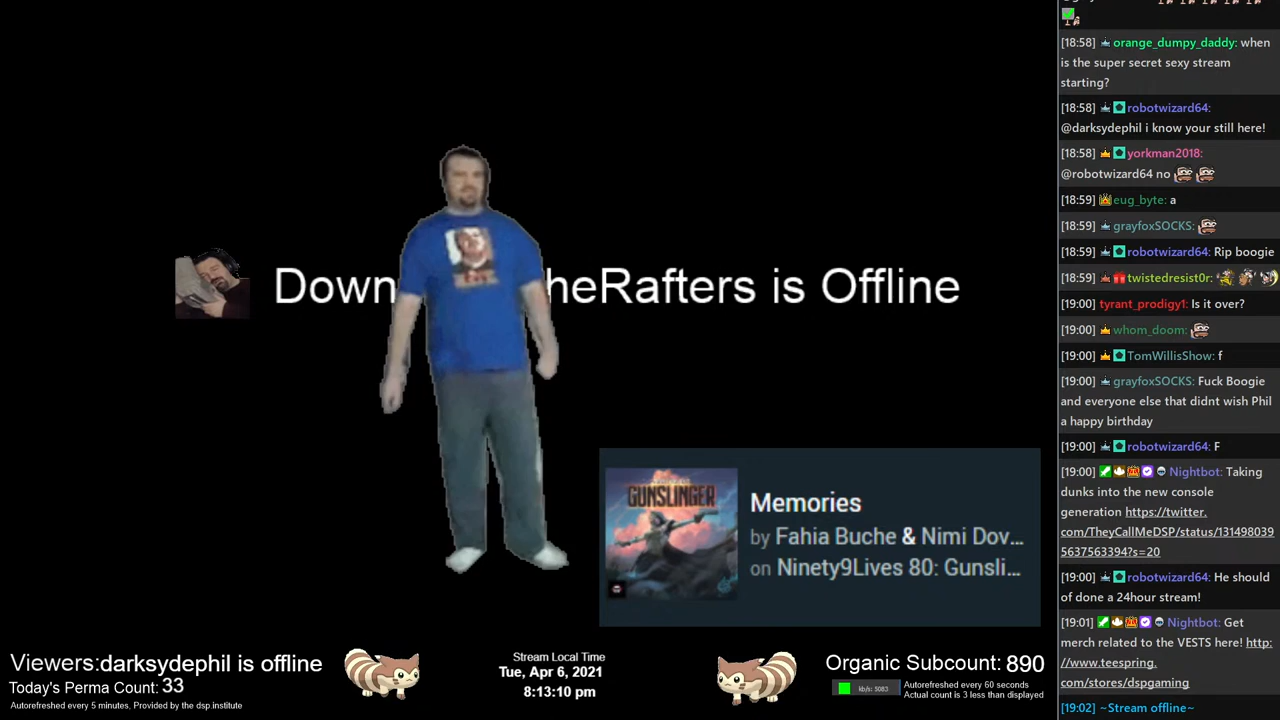 Down
heRafters is Offline
GUNSLINGER
Memories
by Fahia Buche & Nimi Dov...
on Ninety9Lives 80: Gunsli...
Viewers:darksydephil is offline
Today's Perma Count: 33
Autorefreshed every 5 minutes, Provided by the dsp institute
Stream Local Time
Tue, Apr 6, 2021
8:13:10 pm
Organic Subcount: 890
kb/s: 5083
Autorefreshed every 60 seconds
Actual count is 3 less than displayed
[18:58] orange_dumpy_daddy: when
is the super secret sexy stream
starting?
[18:58] robotwizard64:
@darksydephil i know your still here!
[18:58] yorkman2018:
@robotwizard64 no
[18:59] eug_byte: a
[18:59] grayfoxSOCKS:
[18:59] robotwizard64: Rip boogie
[18:59] twistedresist0r:
[19:00] tyrant_prodigy1: Is it over?
[19:00] whom_doom:
[19:00] TomWillisShow: f
[19:00] grayfoxSOCKS: Fuck Boogie
and everyone else that didnt wish Phil
a happy birthday
[19:00] robotwizard64: F
[19:00] Nightbot: Taking
dunks into the new console
generation https://twitter.
com/TheyCallMeDSP/status/131498039
5637563394?s=20
[19:00] robotwizard64: He should
of done a 24hour stream!
[19:01] Nightbot: Get
merch related to the VESTS here! http:
//www.teespring.
com/stores/dspgaming
[19:02] ~Stream offline~